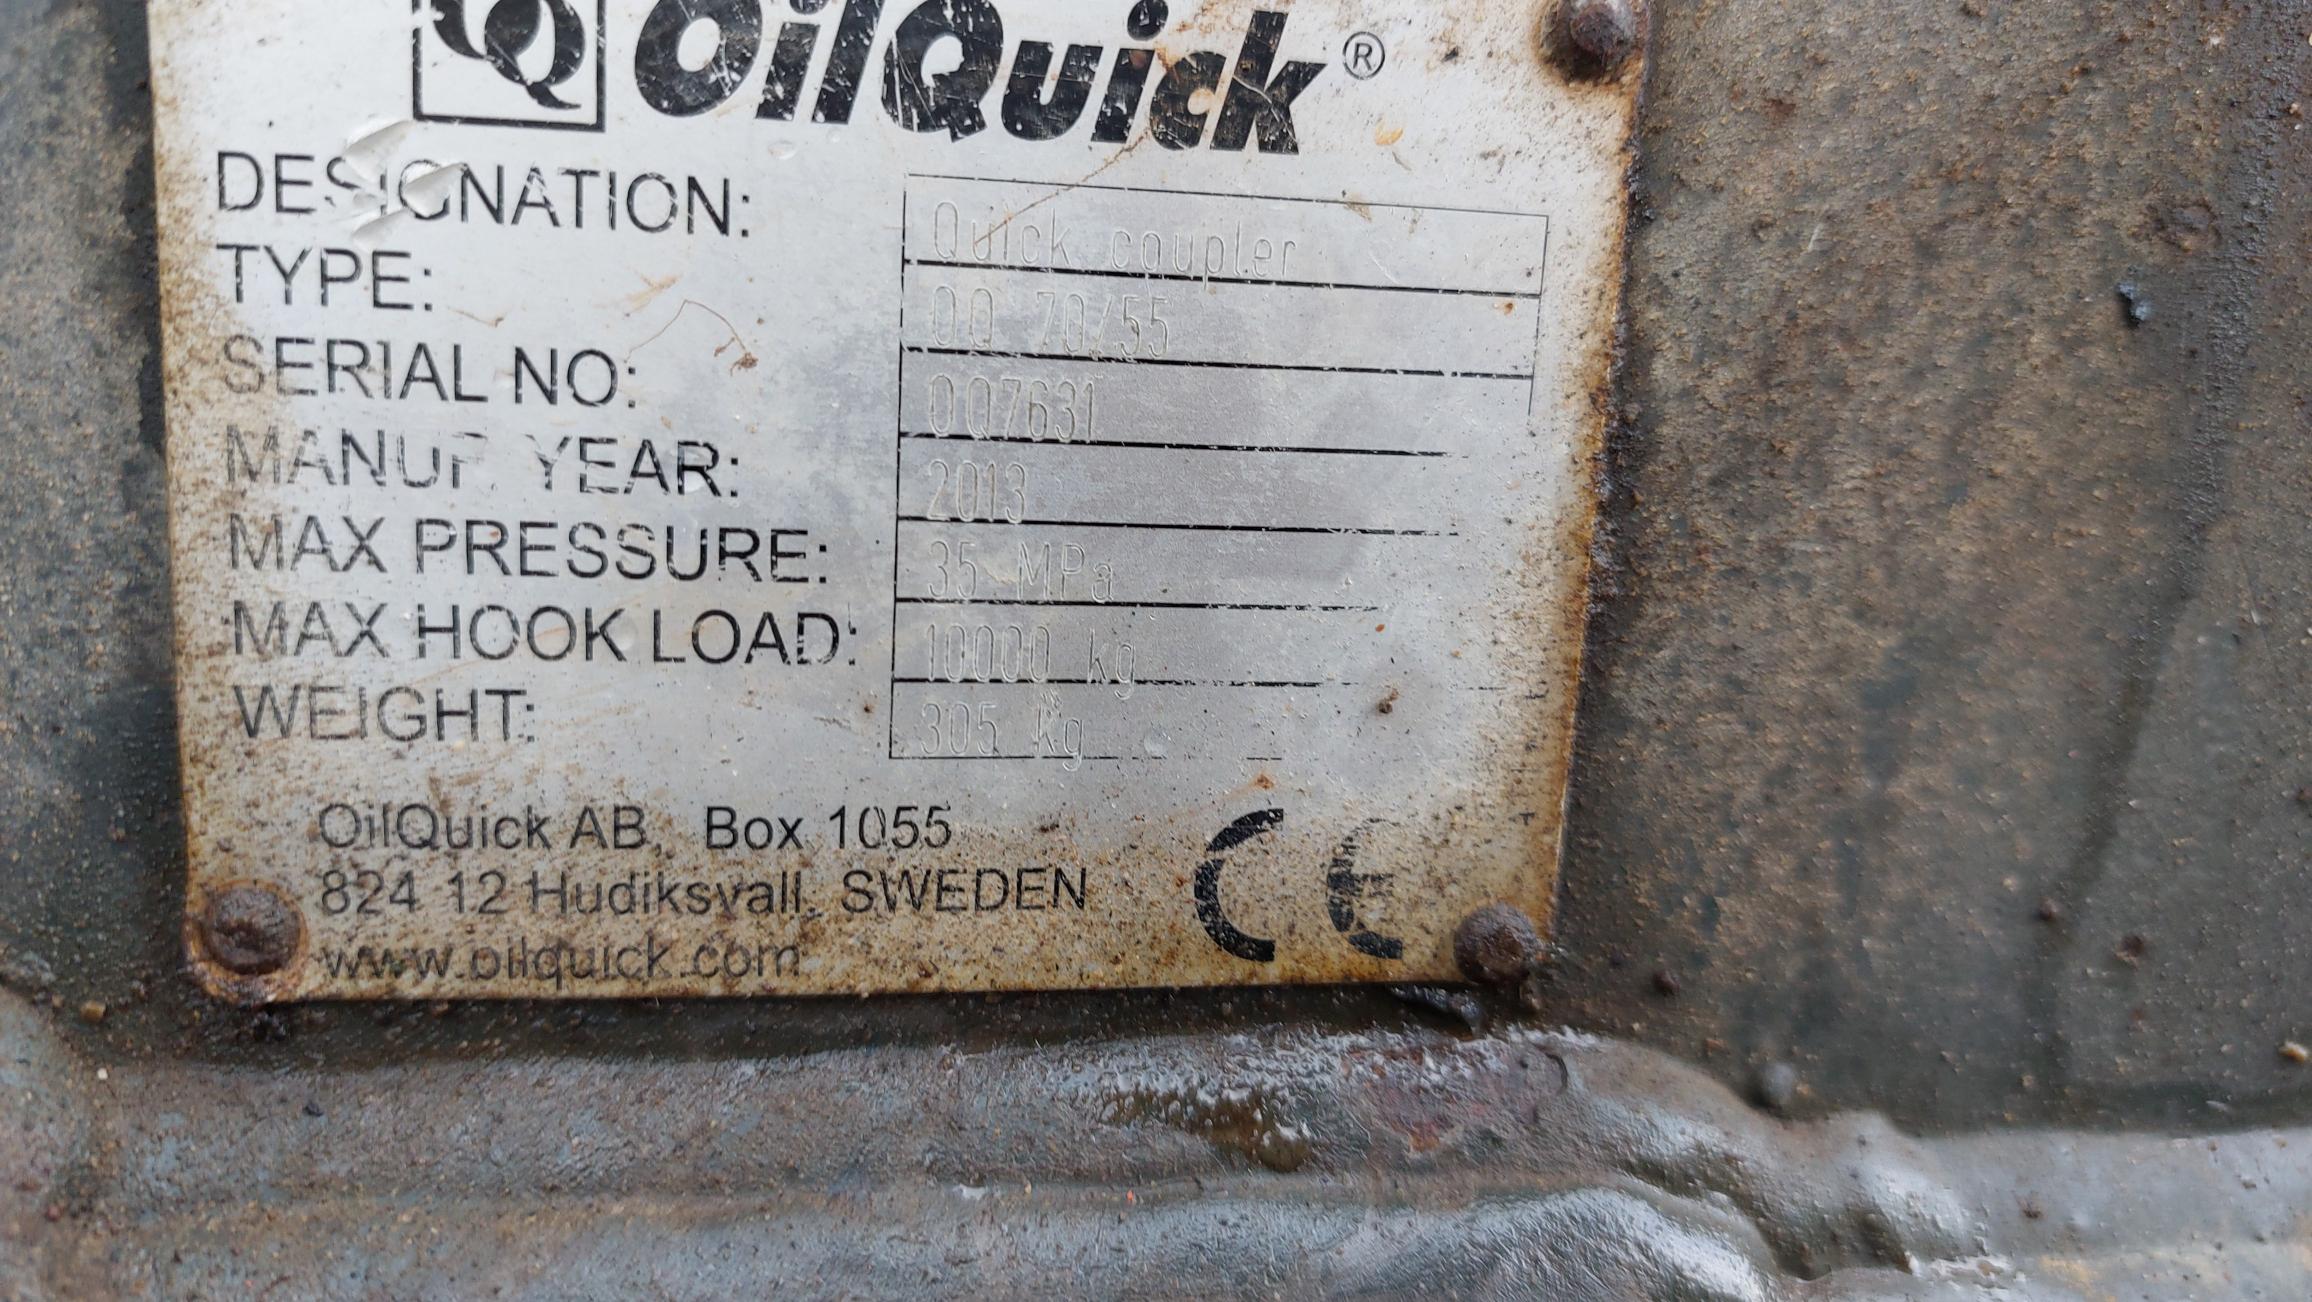 OilQuick®
DESIGNATION: Quick coupler
TYPE: OQ 70/55
SERIAL NO: OQ7631
MANUF YEAR: 2013
MAX PRESSURE: 35 MPa
MAX HOOK LOAD: 10000 kg
WEIGHT: 305 kg
OilQuick AB, Box 1055
824 12 Hudiksvall, SWEDEN
www.oilquick.com
CE